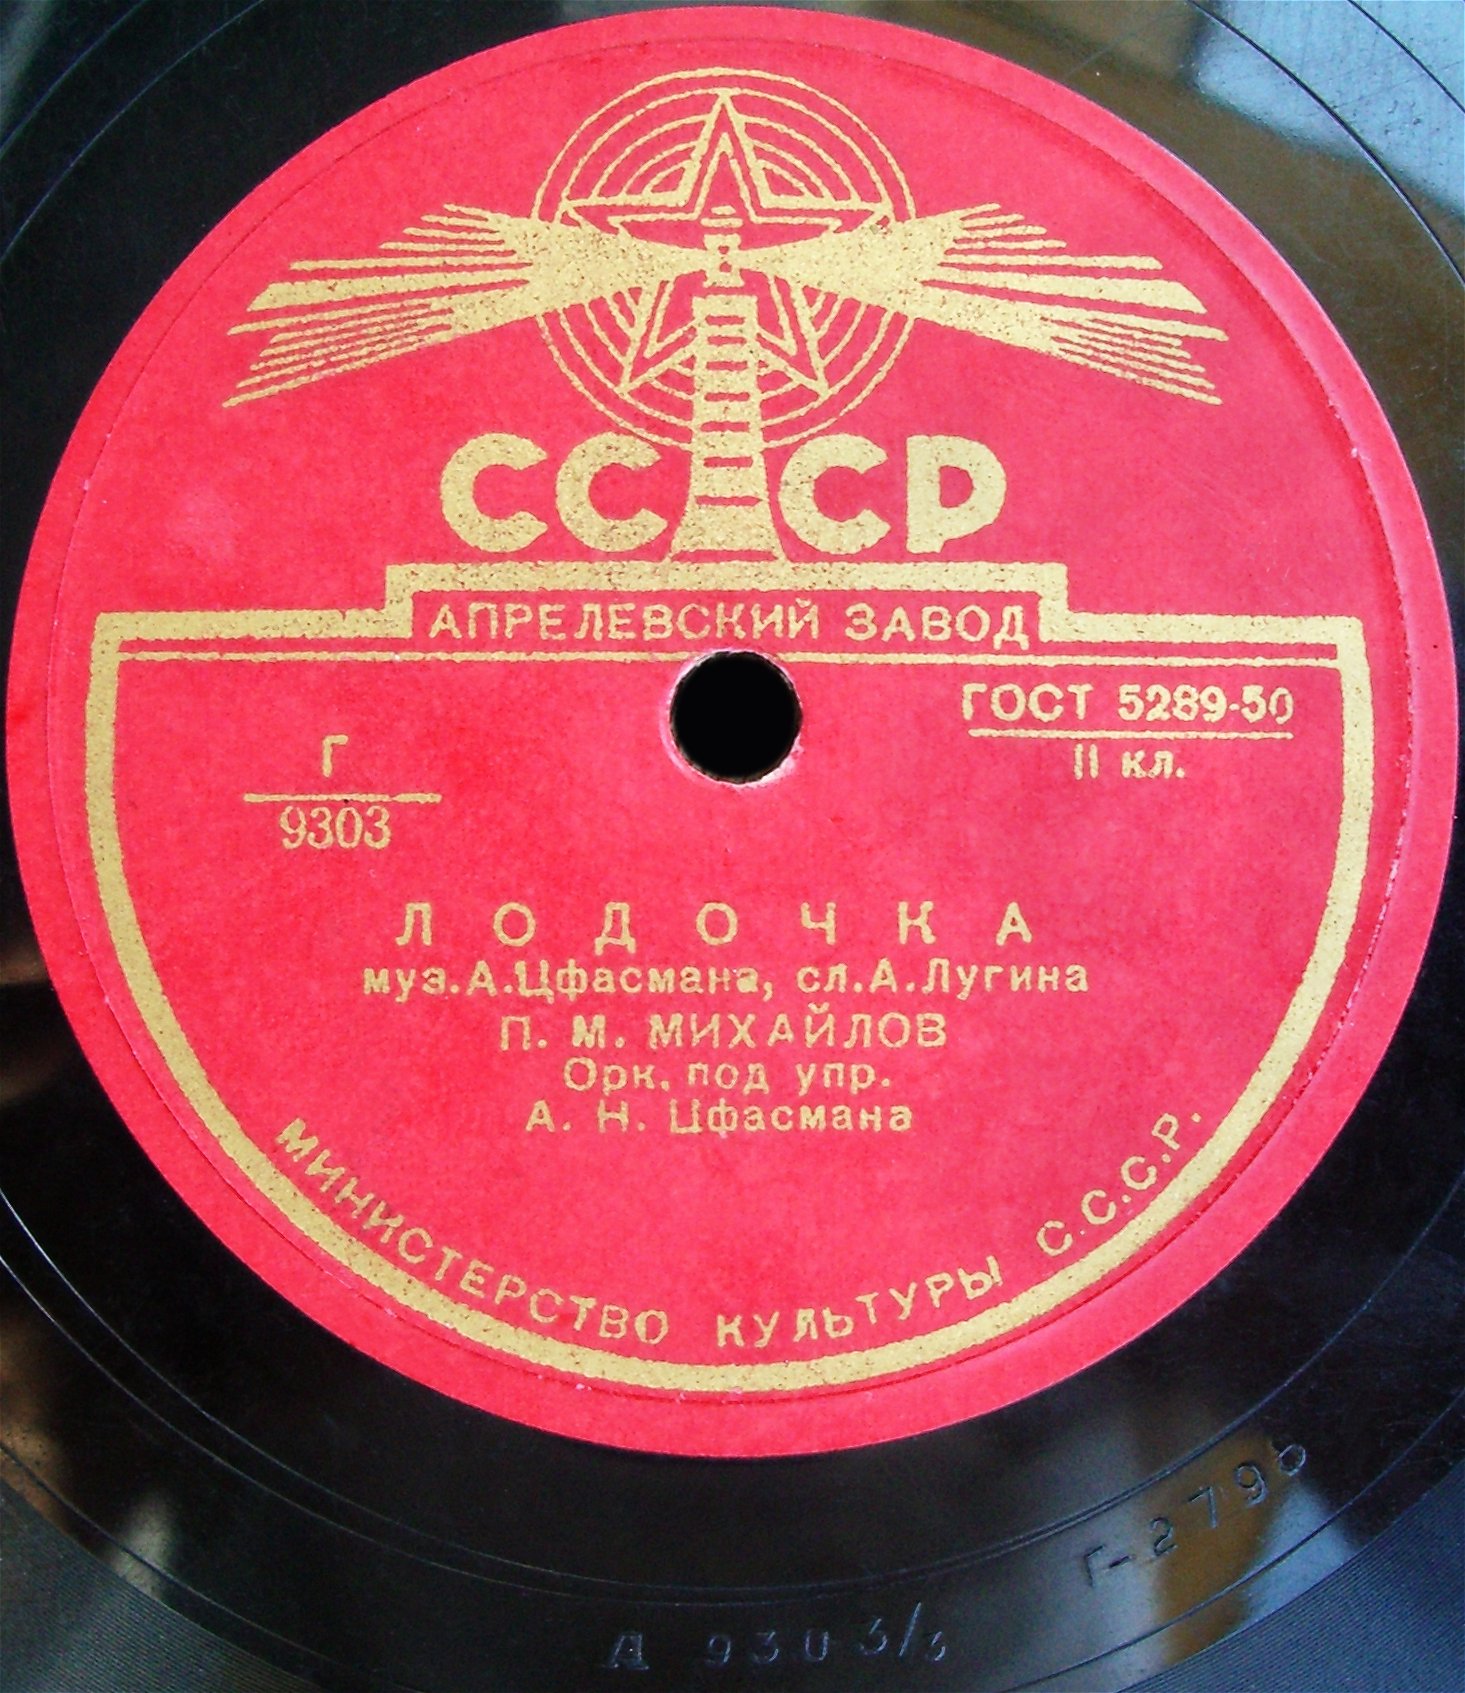 СССР
АПРЕЛЕВСКИЙ ЗАВОД
ГОСТ 5289-50
II кл.
Г
9303
ЛОДОЧКА
муз. А. Цфасмана, сл. А. Лугина
П. М. МИХАЙЛОВ
Орк. под упр.
А. Н. Цфасмана
МИНИСТЕРСТВО КУЛЬТУРЫ С.С.С.Р.
Г-2796
А 9303/3